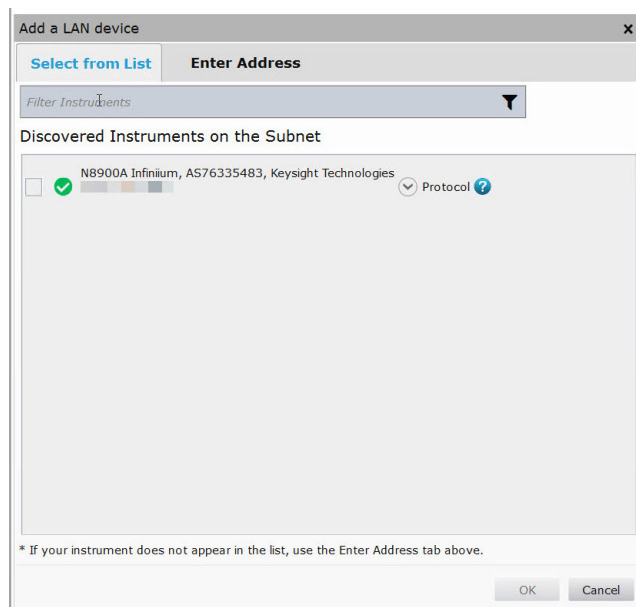 Add a LAN device x
Select from List Enter Address
Filter Instruments
Discovered Instruments on the Subnet
N8900A Infiniium, AS76335483, Keysight Technologies
Protocol ?
* If your instrument does not appear in the list, use the Enter Address tab above.
OK Cancel